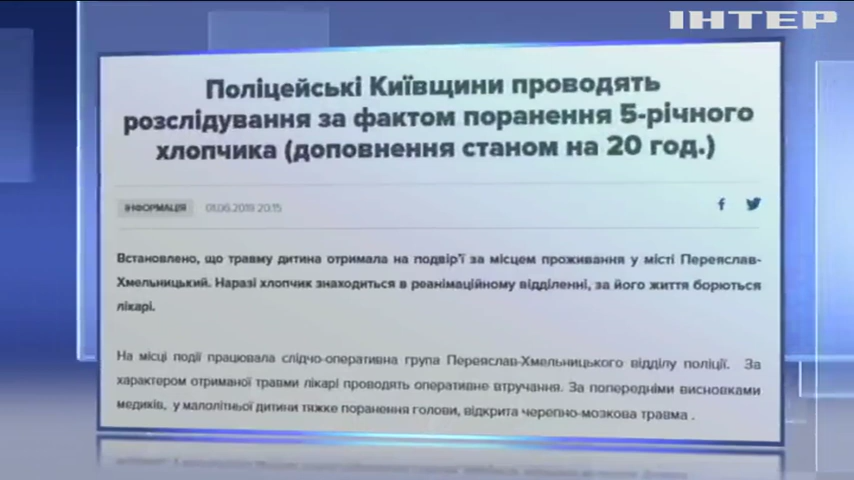 ІНТЕР
Поліцейські Київщини проводять
розслідування за фактом поранення 5-річного
хлопчика (доповнення станом на 20 год.)
ІНФОРМАЦІЯ 01.06.2019 20:15
Встановлено, що травму дитина отримала на подвір'ї за місцем проживання у місті Переяслав-
Хмельницький. Наразі хлопчик знаходиться в реанімаційному відділенні, за його життя борються
лікарі.
На місці події працювала слідчо-оперативна група Переяслав-Хмельницького відділу поліції. За
характером отриманої травми лікарі проводять оперативне втручання. За попередніми висновками
медиків, у малолітньої дитини тяжке поранення голови, відкрита черепно-мозкова травма .